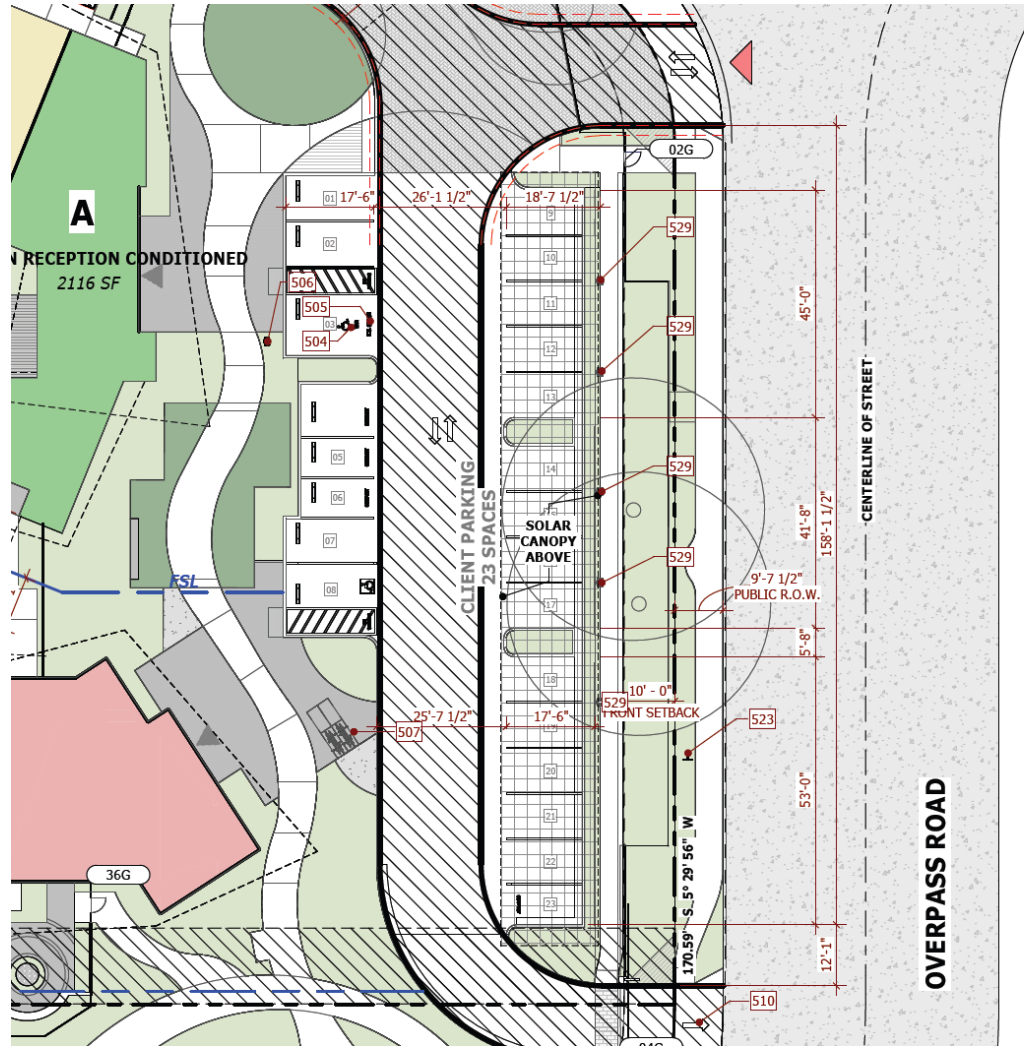 02G
17'-6"
26'-1 1/2"
18'-7 1/2"
01
9
529
A
02
10
N RECEPTION CONDITIONED
2116 SF
506
505
03
504
11
45'-0"
529
12
13
CENTERLINE OF STREET
05
14
529
06
CLIENT PARKING
23 SPACES
SOLAR
CANOPY
ABOVE
41'-8"
158'-1 1/2"
07
529
FSL
08
17
9'-7 1/2"
PUBLIC R.O.W.
5'-8"
18
529
10' - 0"
FRONT SETBACK
25'-7 1/2"
17'-6"
507
523
19
20
53'-0"
21
170.59' S 5° 29' 56" W
OVERPASS ROAD
22
36G
23
12'-1"
510
04G